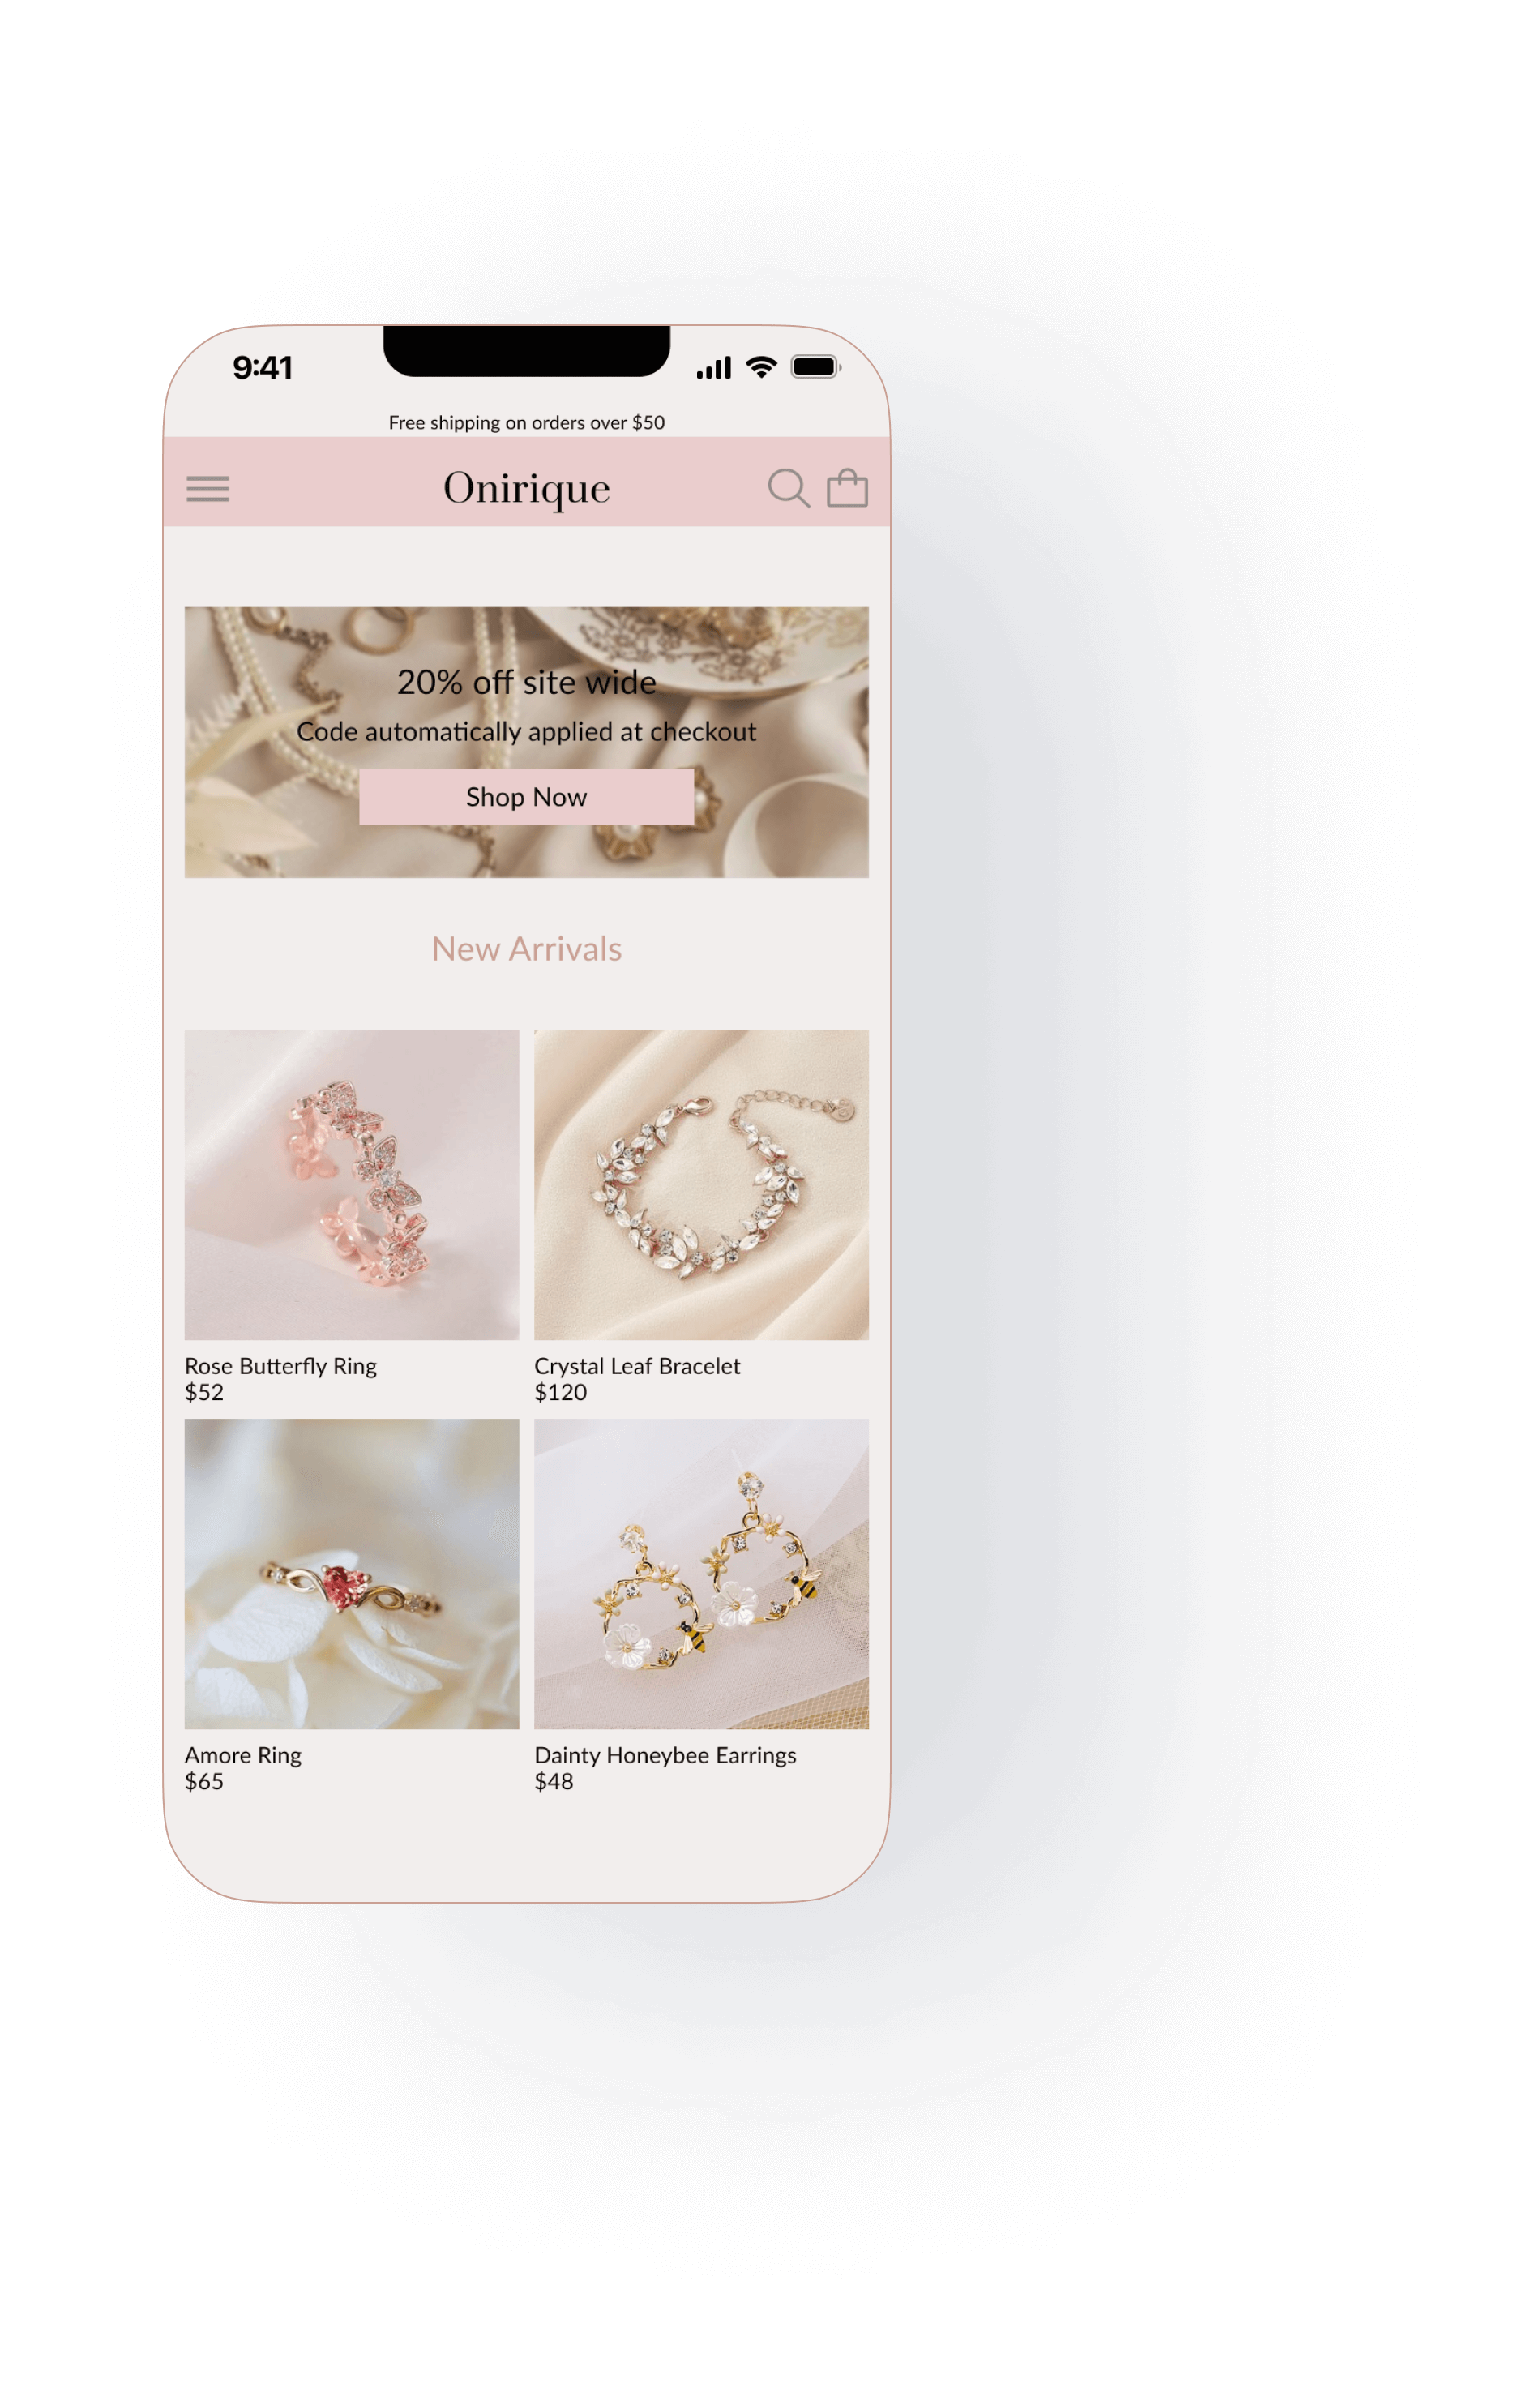 9:41
Free shipping on orders over $50
Onirique
20% off site wide
Code automatically applied at checkout
Shop Now
New Arrivals
Rose Butterfly Ring
$52
Crystal Leaf Bracelet
$120
Amore Ring
$65
Dainty Honeybee Earrings
$48